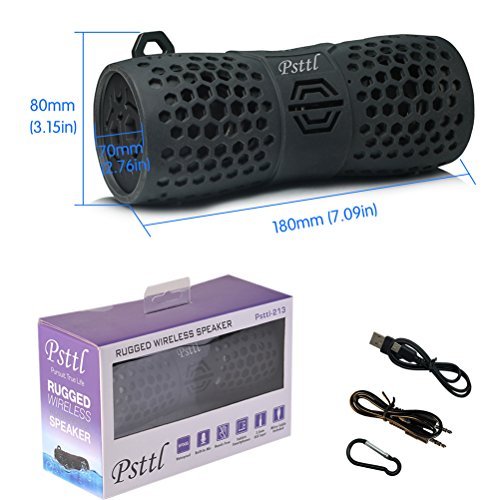 Psttl
80mm
(3.15in)
70mm
(2.76in)
180mm (7.09in)
RUGGED WIRELESS SPEAKER
Psttl-213
Psttl
Psttl
Pursuit True Life
RUGGED
WIRELESS
SPEAKER
Psttl